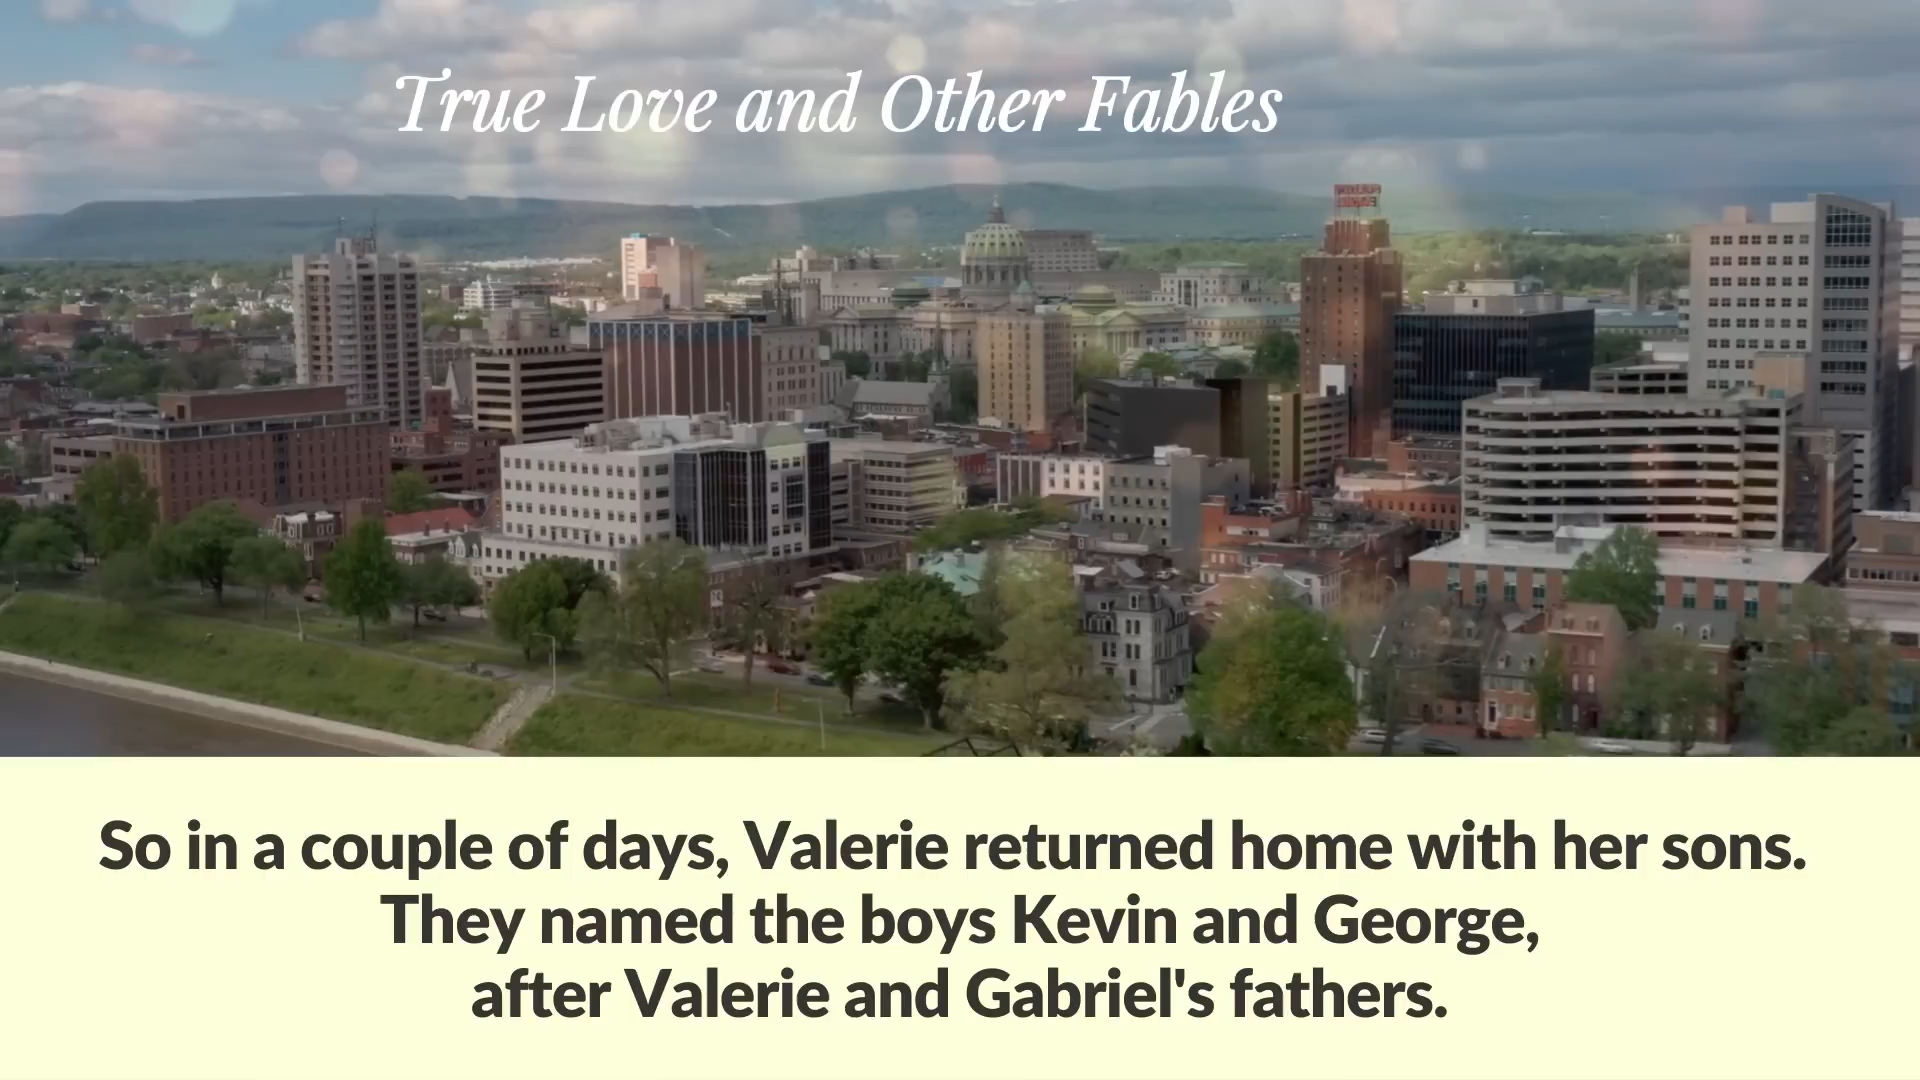 True Love and Other Fables
So in a couple of days, Valerie returned home with her sons.
They named the boys Kevin and George,
after Valerie and Gabriel's fathers.